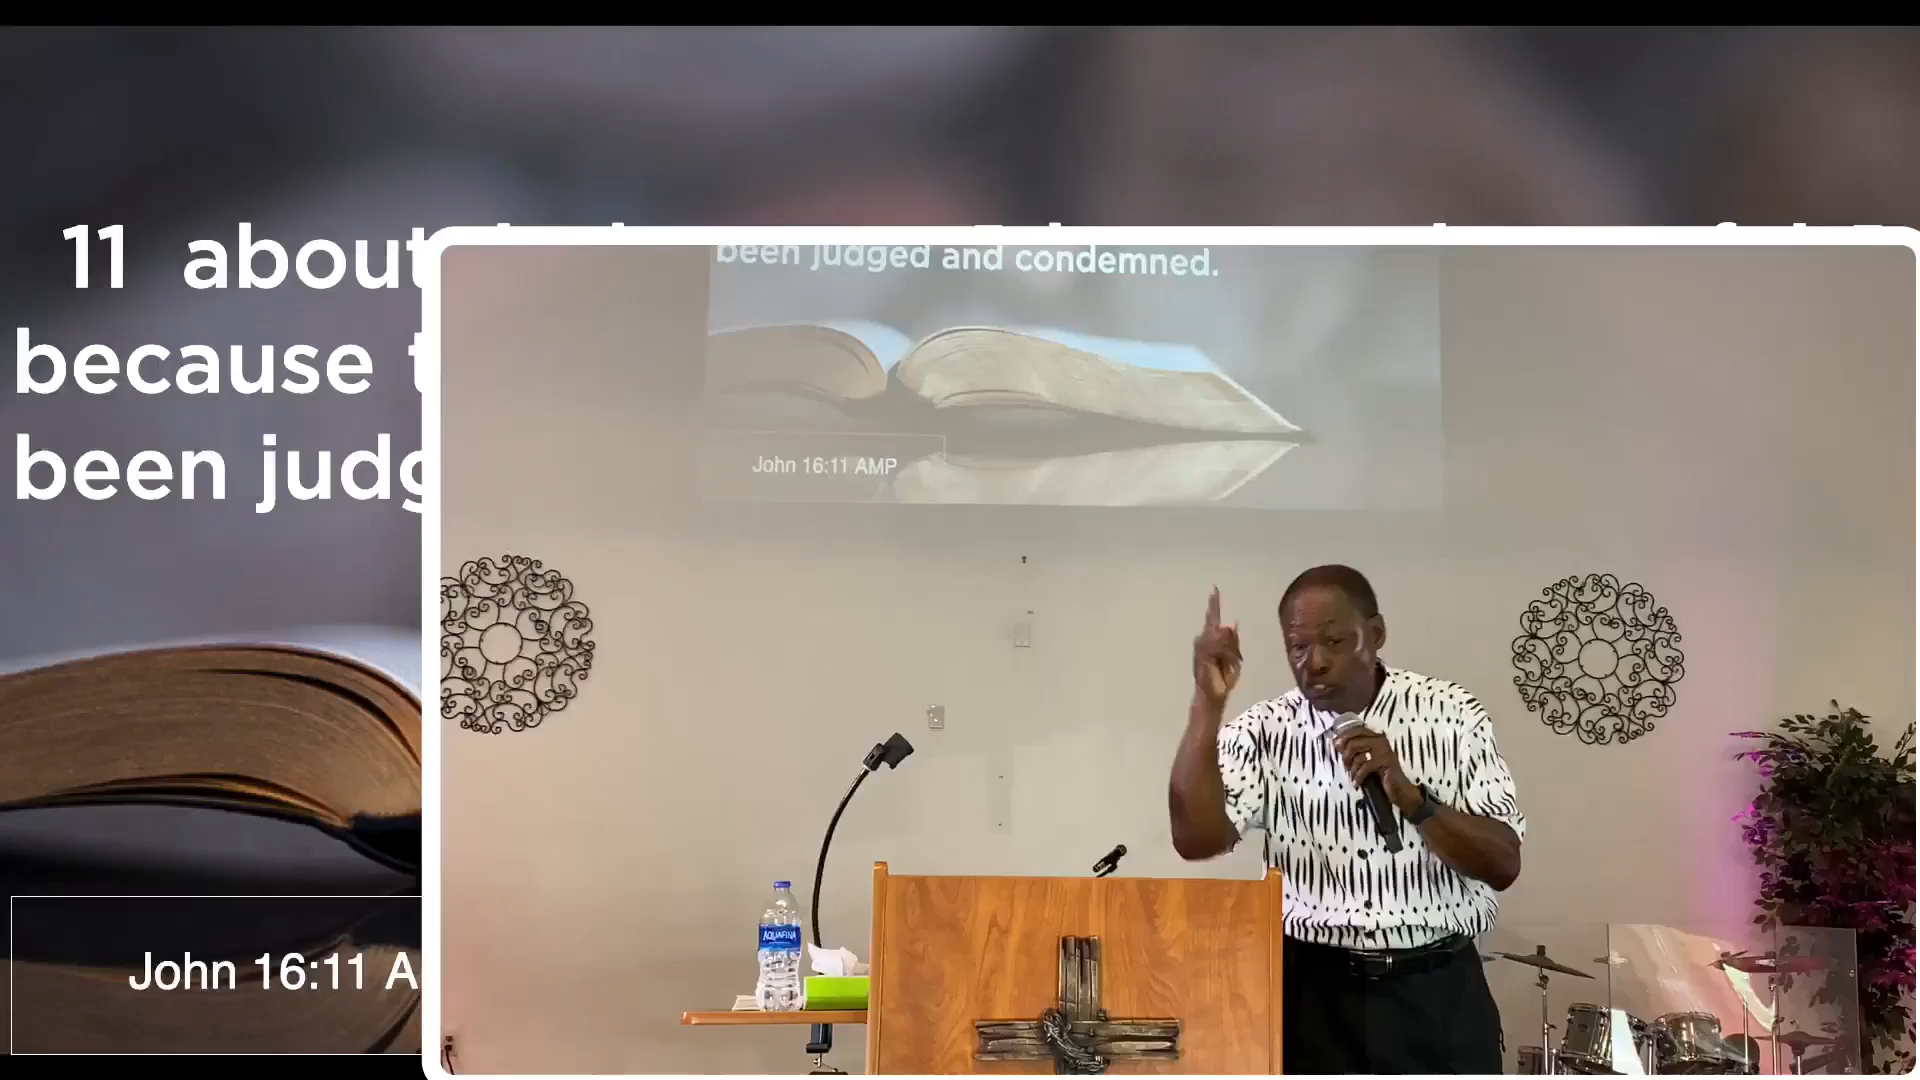 11 about
because
been judg
John 16:11 A
been judged and condemned.
John 16:11 AMP
AQUAFINA